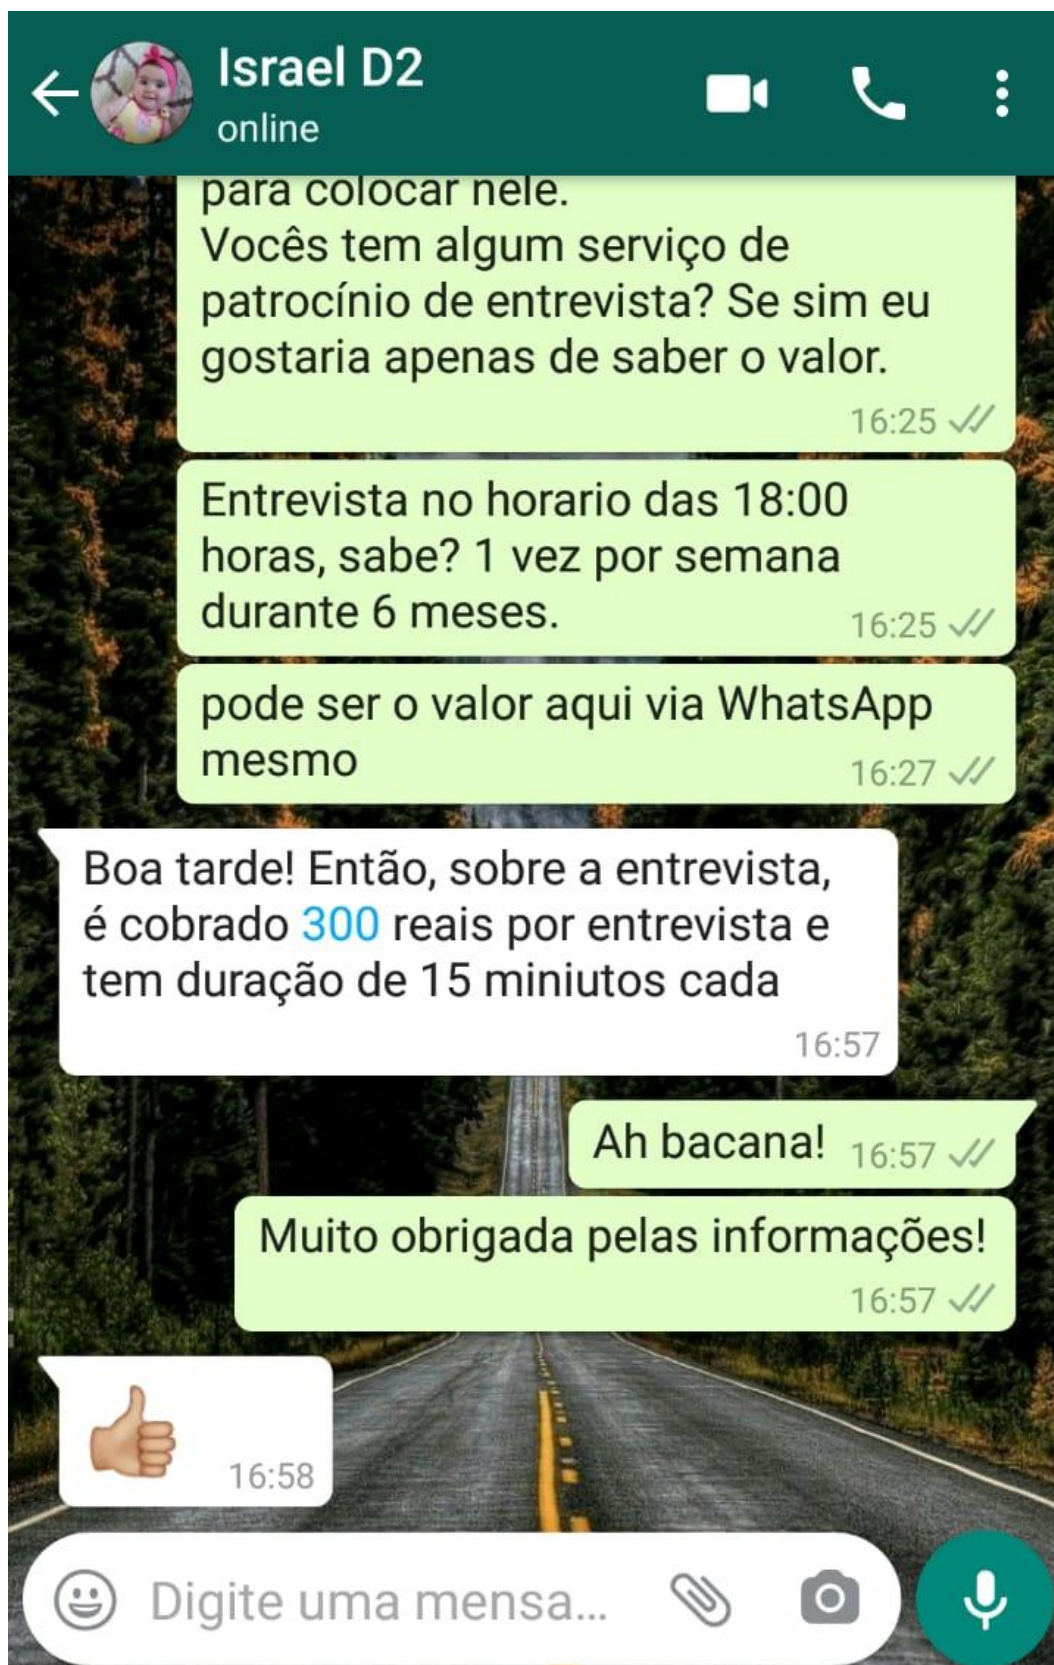 Israel D2
online
para colocar nele.
Vocês tem algum serviço de
patrocínio de entrevista? Se sim eu
gostaria apenas de saber o valor.
16:25
Entrevista no horario das 18:00
horas, sabe? 1 vez por semana
durante 6 meses.
16:25
pode ser o valor aqui via WhatsApp
mesmo
16:27
Boa tarde! Então, sobre a entrevista,
é cobrado 300 reais por entrevista e
tem duração de 15 miniutos cada
16:57
Ah bacana! 16:57
Muito obrigada pelas informações!
16:57
16:58
Digite uma mensa...